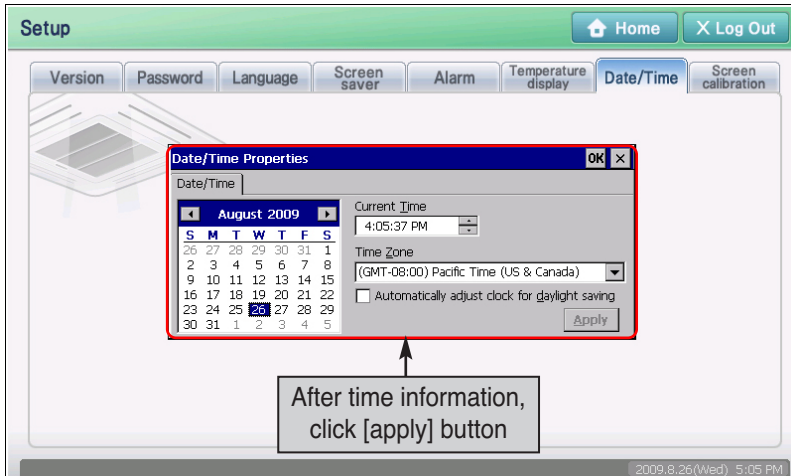 Setup
Home
X Log Out
Version
Password
Language
Screen
saver
Alarm
Temperature
display
Date/Time
Screen
calibration
Date/Time Properties
OK ×
Date/Time
August 2009
S M T W T F S
26 27 28 29 30 31 1
2 3 4 5 6 7 8
9 10 11 12 13 14 15
16 17 18 19 20 21 22
23 24 25 26 27 28 29
30 31 1 2 3 4 5
Current Time
4:05:37 PM
Time Zone
(GMT-08:00) Pacific Time (US & Canada)
Automatically adjust clock for daylight saving
Apply
After time information,
click [apply] button
2009.8.26(Wed) 5:05 PM